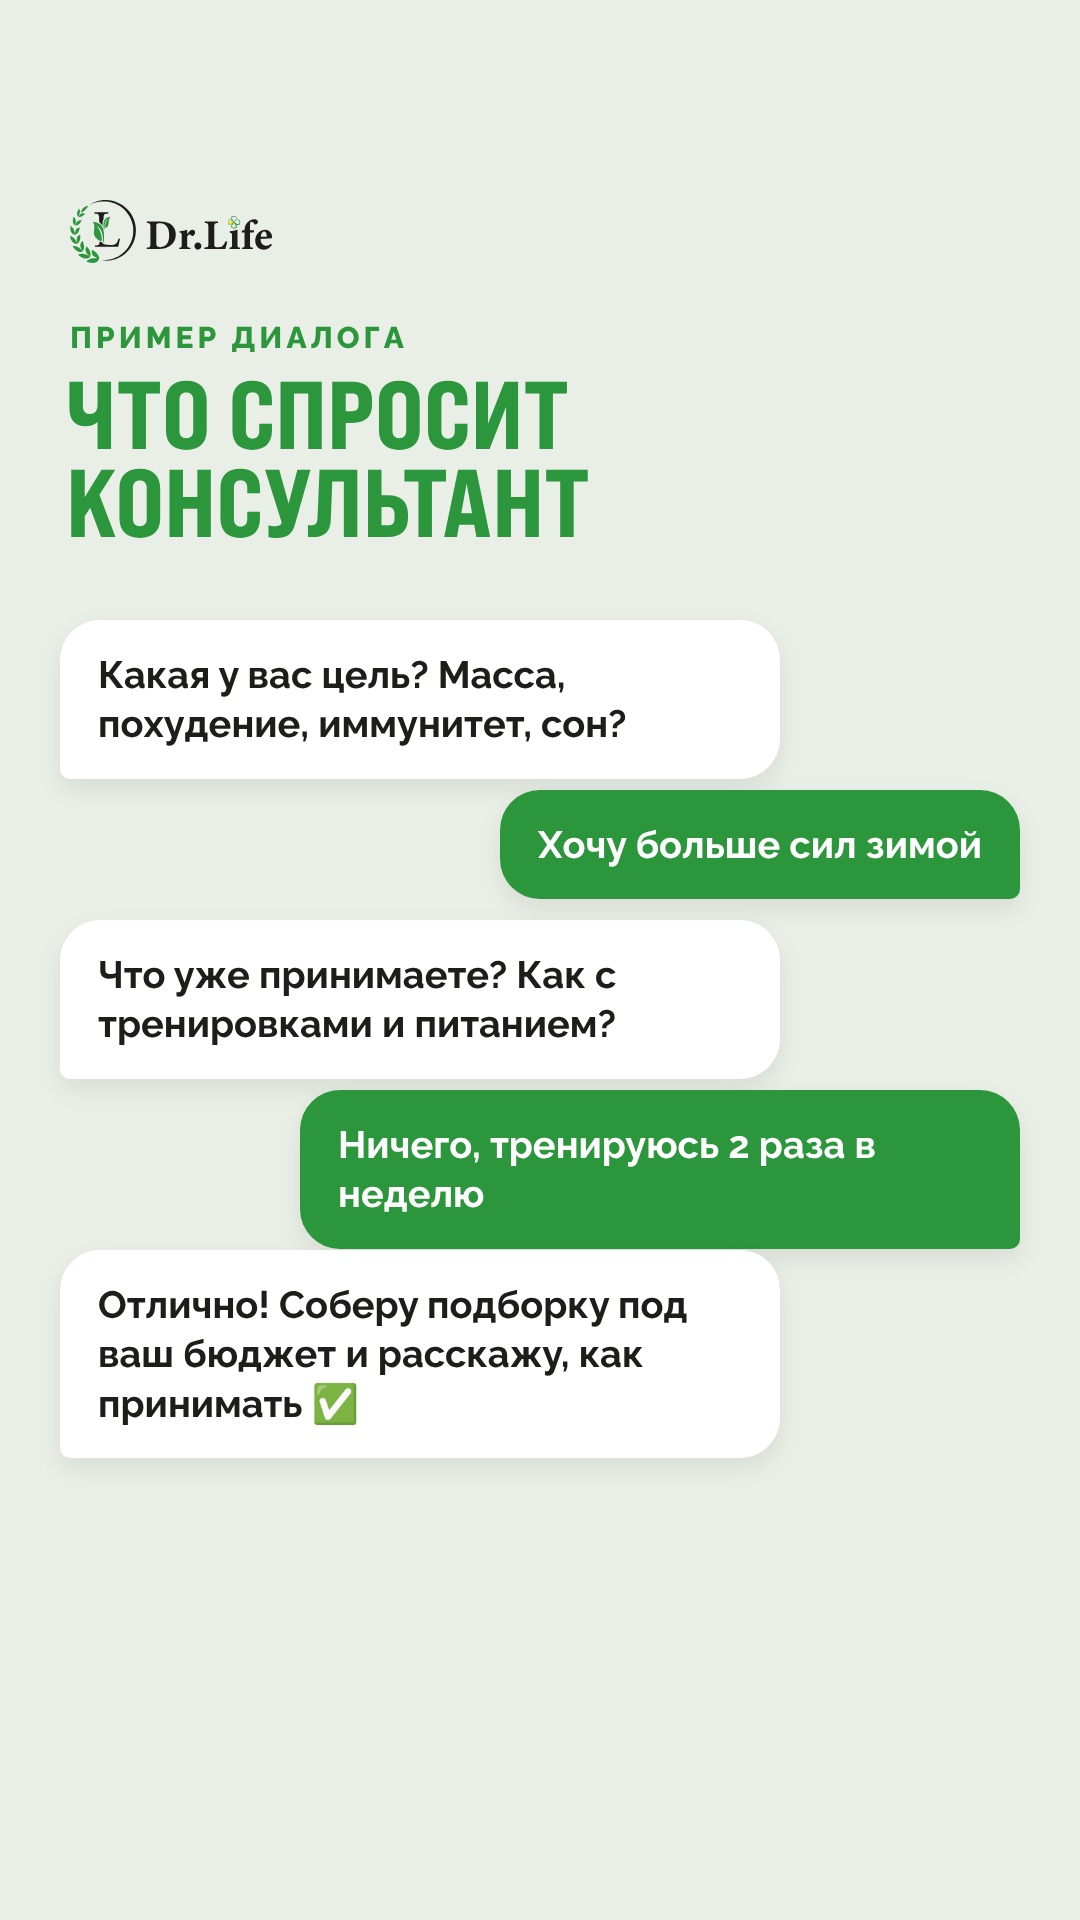 Dr.Life
ПРИМЕР ДИАЛОГА
ЧТО СПРОСИТ
КОНСУЛЬТАНТ
Какая у вас цель? Масса,
похудение, иммунитет, сон?
Хочу больше сил зимой
Что уже принимаете? Как с
тренировками и питанием?
Ничего, тренируюсь 2 раза в
неделю
Отлично! Соберу подборку под
ваш бюджет и расскажу, как
принимать ✅